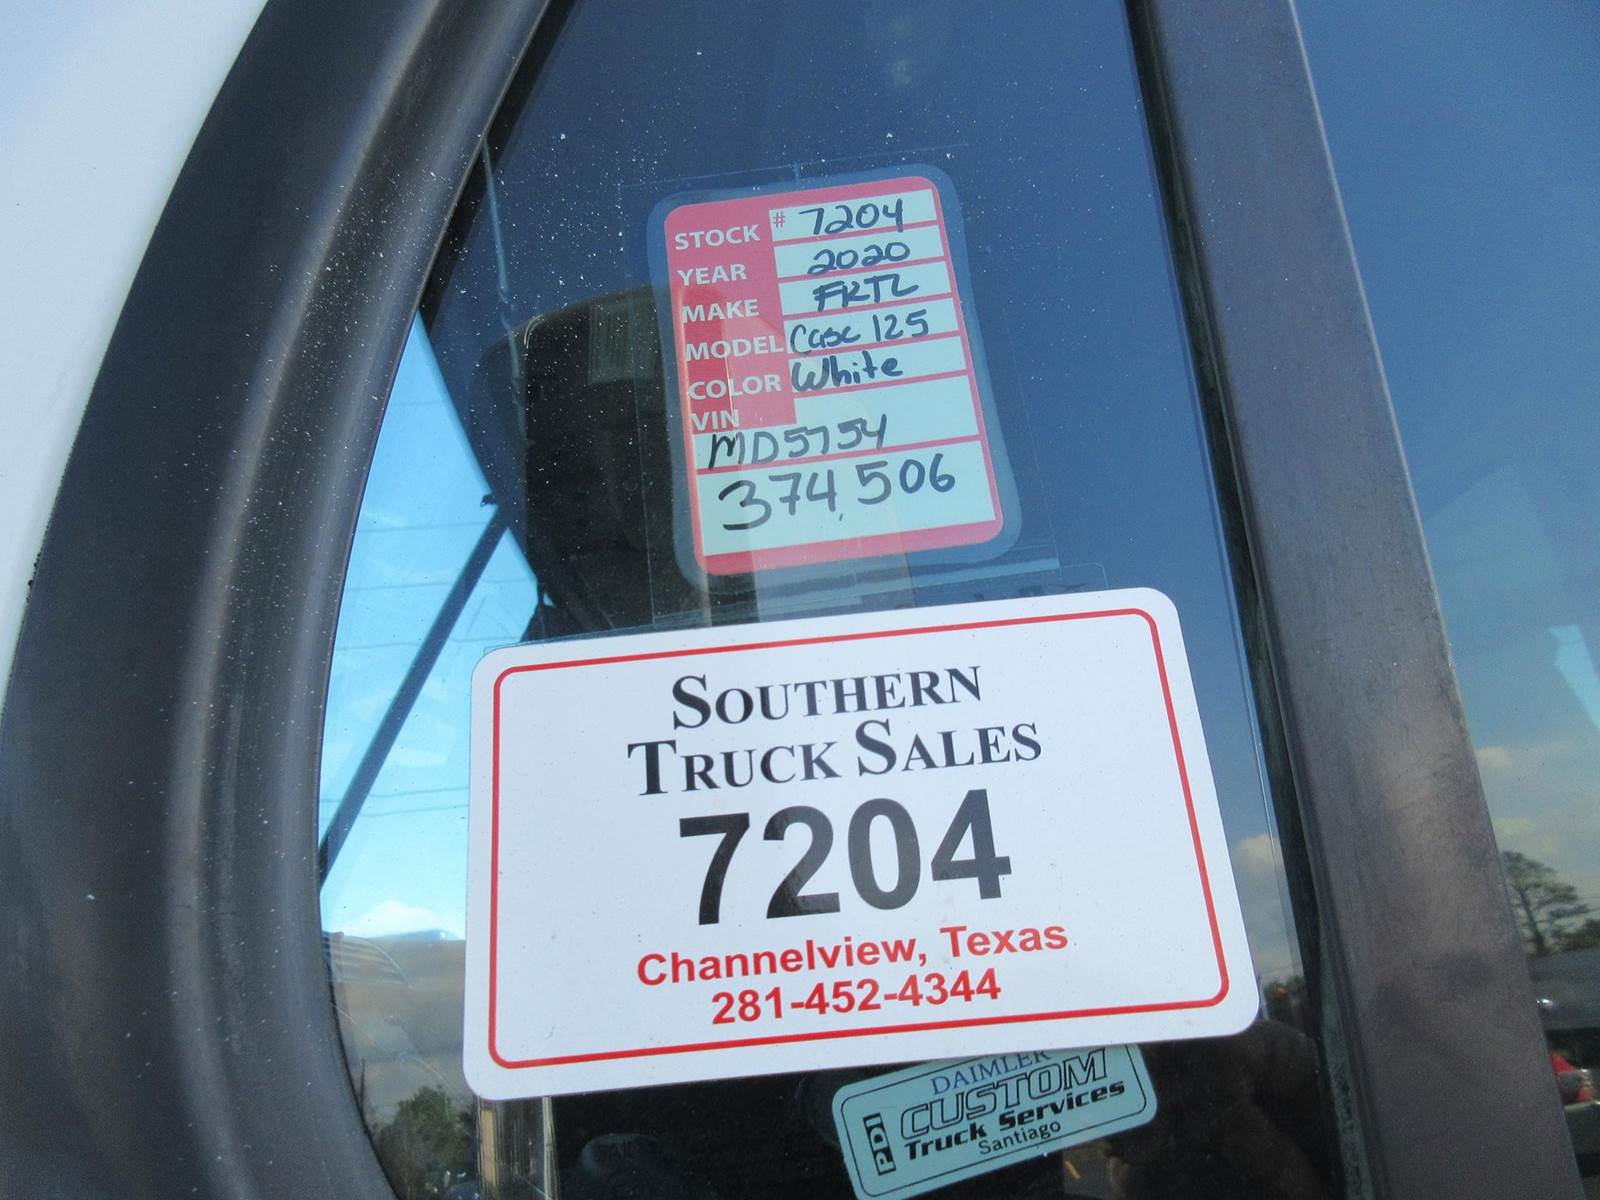 STOCK # 7204
YEAR 2020
MAKE FRTL
MODEL Casc 125
COLOR White
VIN
MD5754
374,506
SOUTHERN
TRUCK SALES
7204
Channelview, Texas
281-452-4344
DAIMLER
PDI
CUSTOM
Truck Services
Santiago